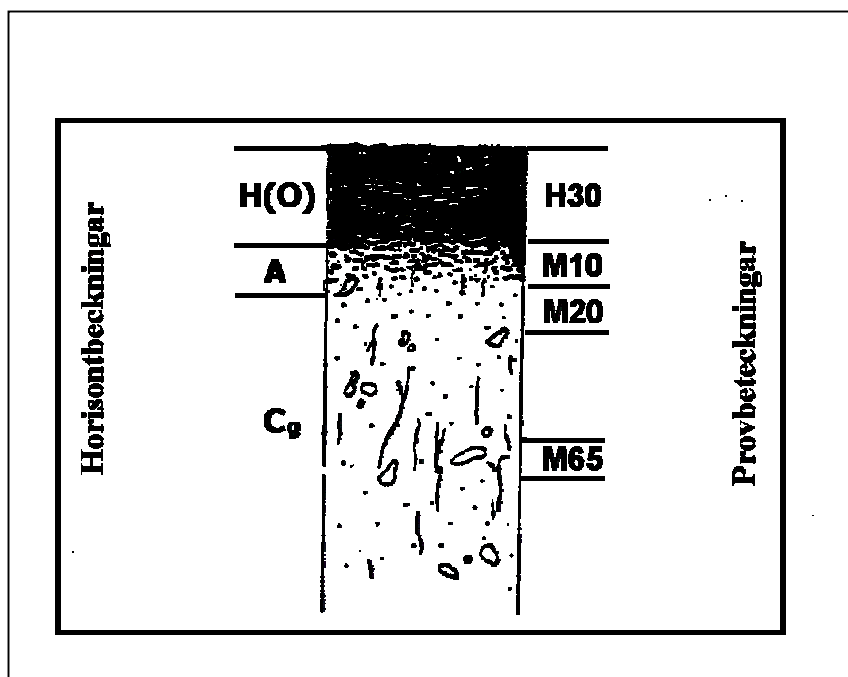 Horisontbeckningar
H(O)
A
Cg
H30
M10
M20
M65
Provbeteckningar